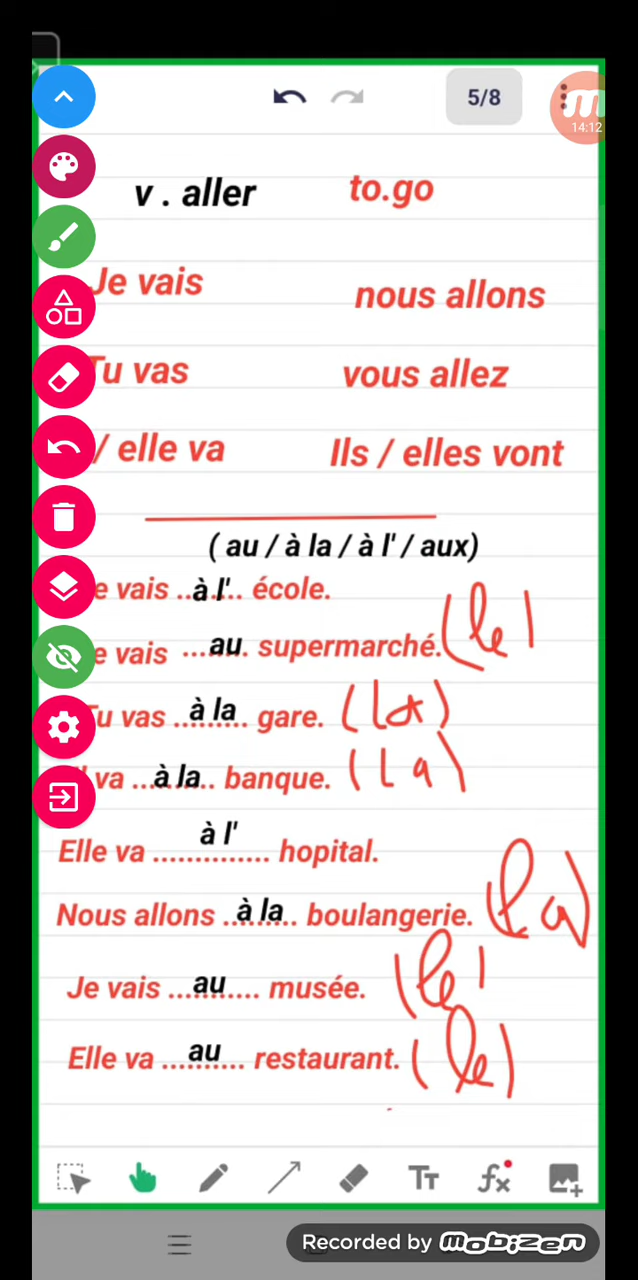 5/8
14:12
v . aller to.go
Je vais nous allons
Tu vas vous allez
/ elle va Ils / elles vont
( au / à la / à l' / aux)
e vais ..à l'.. école.
e vais ...au. supermarché. (le)
Tu vas ..à la.. gare. (la)
va ...à la.. banque. (la)
Elle va ...à l'... hopital.
Nous allons ..à la.. boulangerie. (la)
Je vais ...au.... musée. (le)
Elle va ...au.... restaurant. (le)
TT fx
Recorded by mobizen